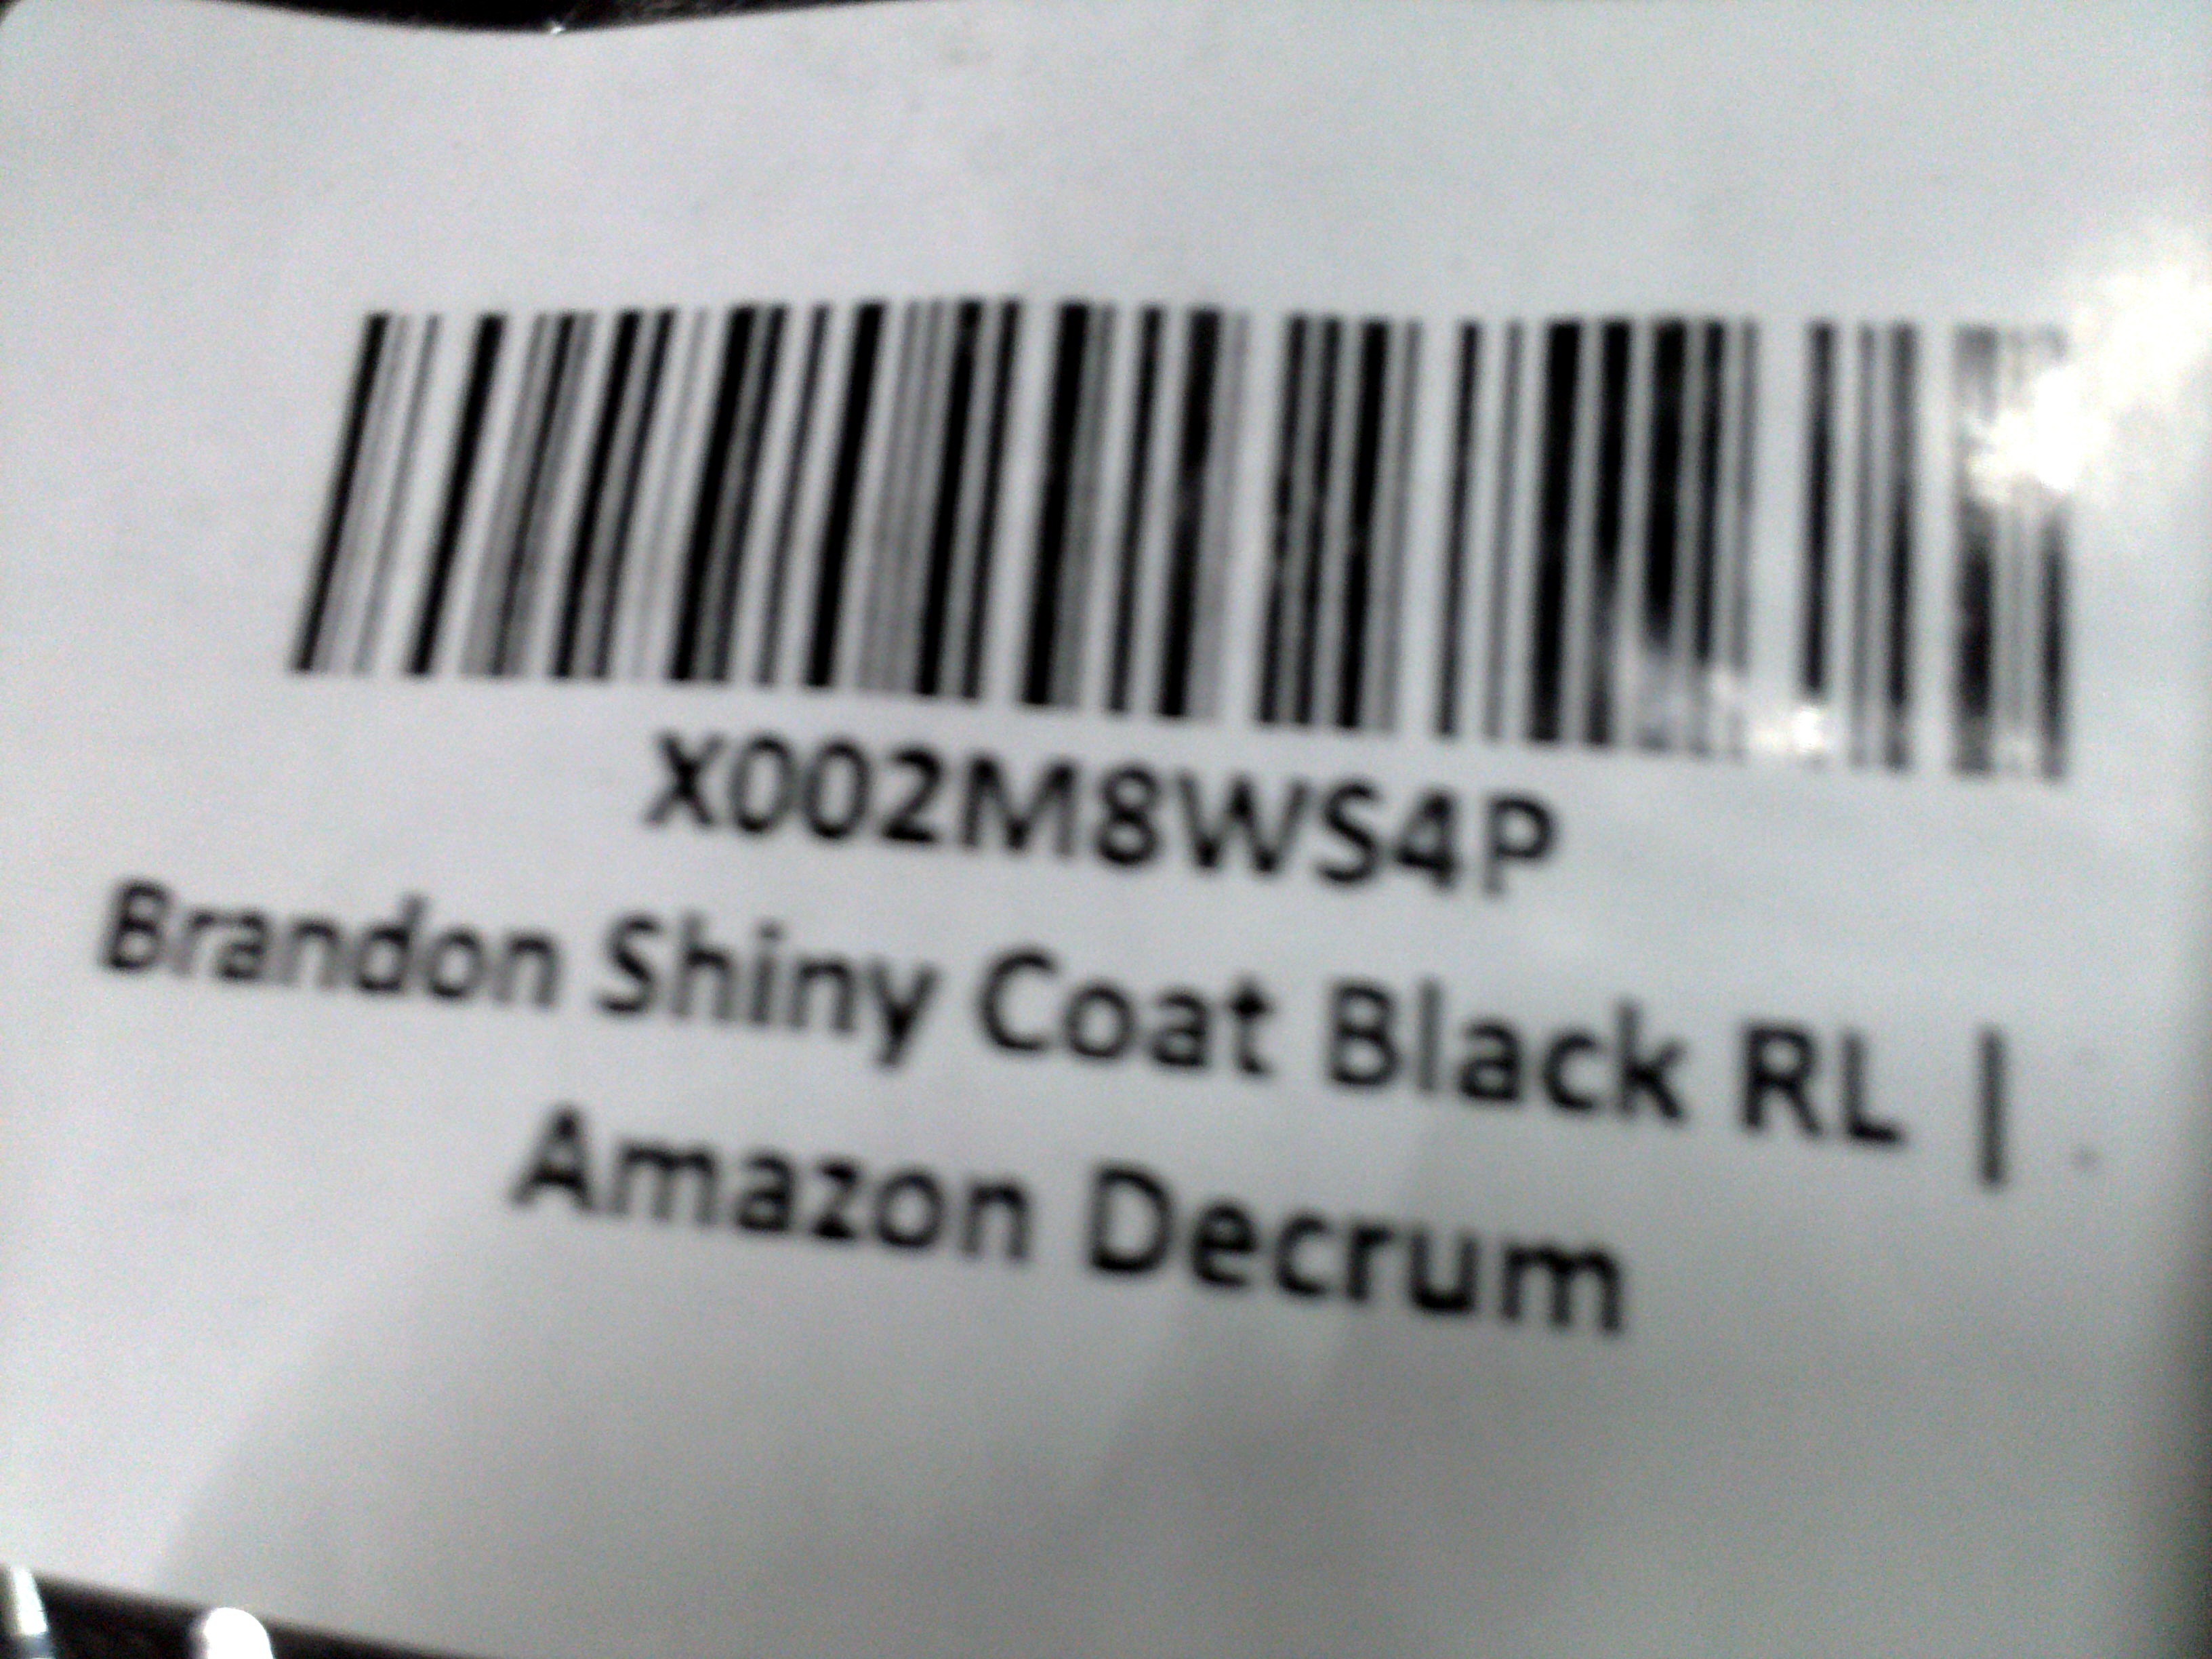 X002M8WS4P
Brandon Shiny Coat Black RL |
Amazon Decrum